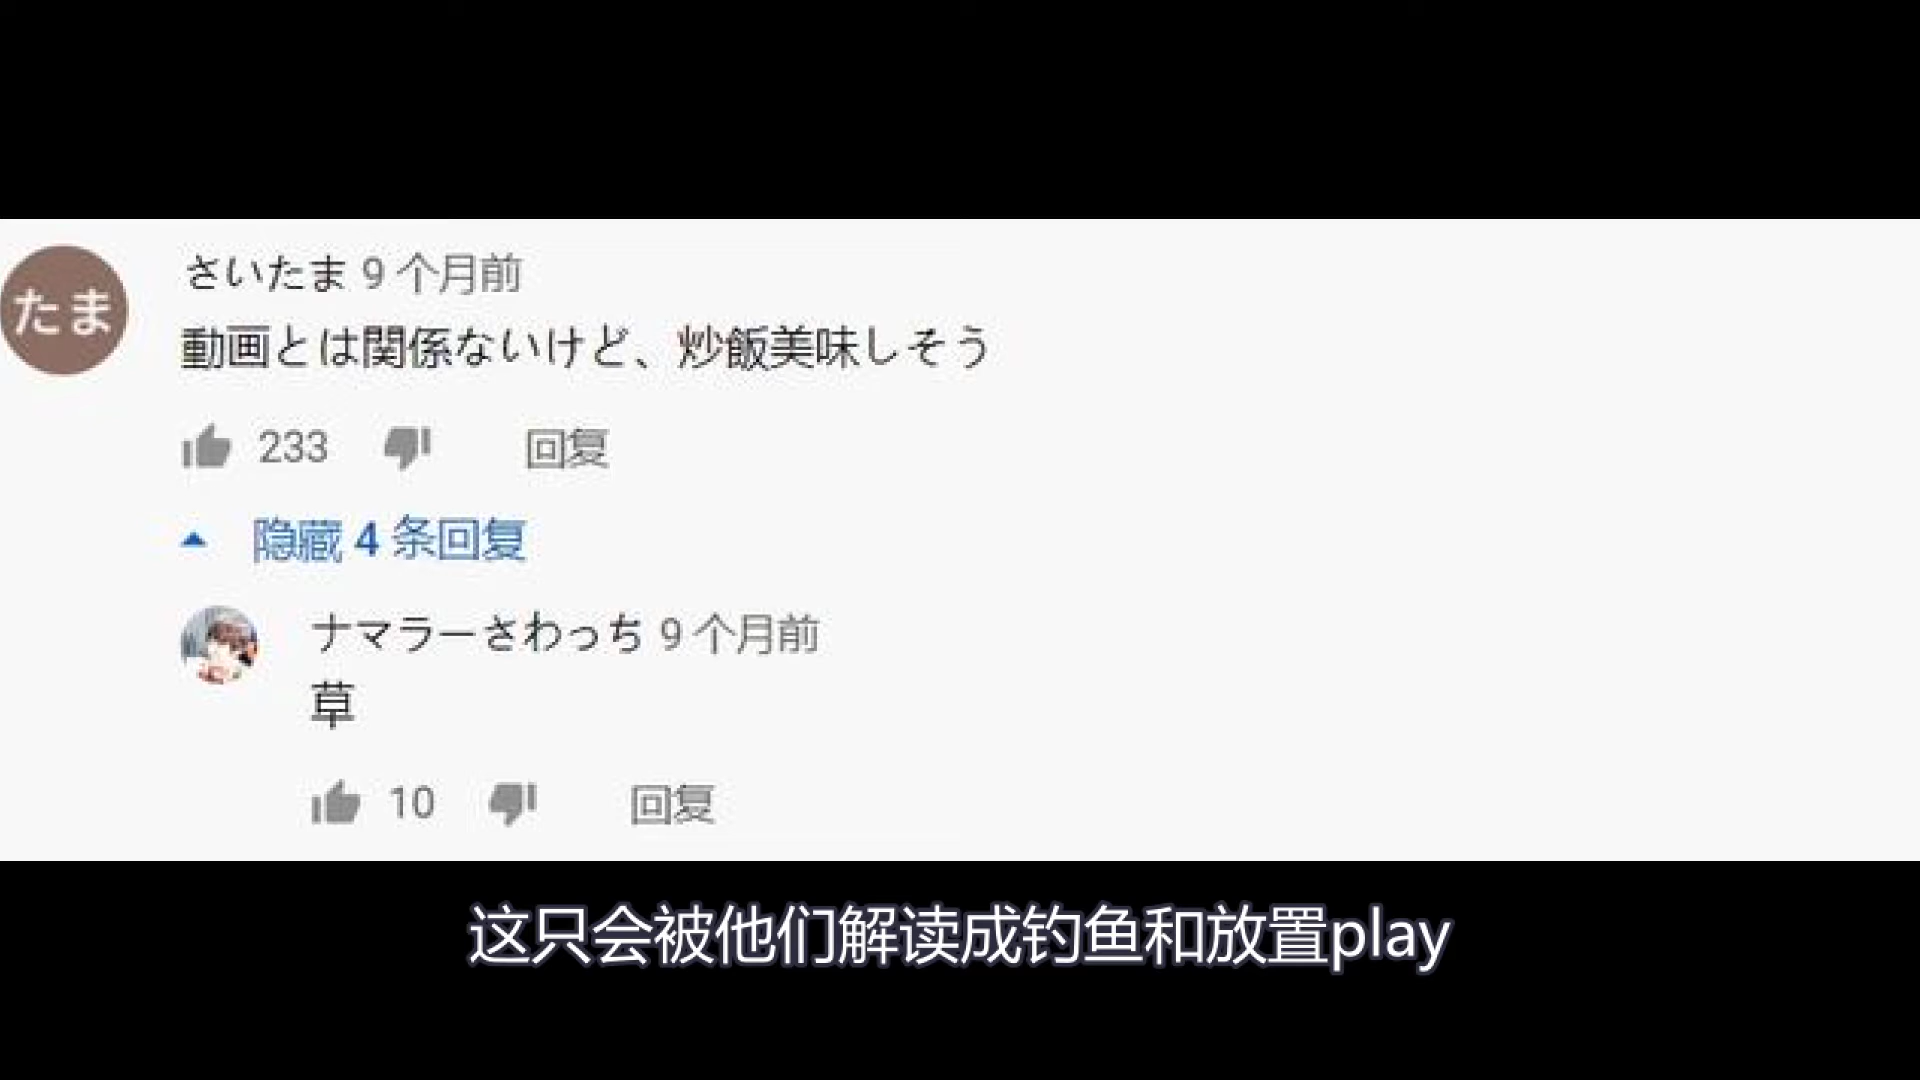 たま
さいたま 9 个月前
動画とは関係ないけど、炒飯美味しそう
233 回复
隐藏 4 条回复
ナマラーさわっち 9 个月前
草
10 回复
这只会被他们解读成钓鱼和放置play